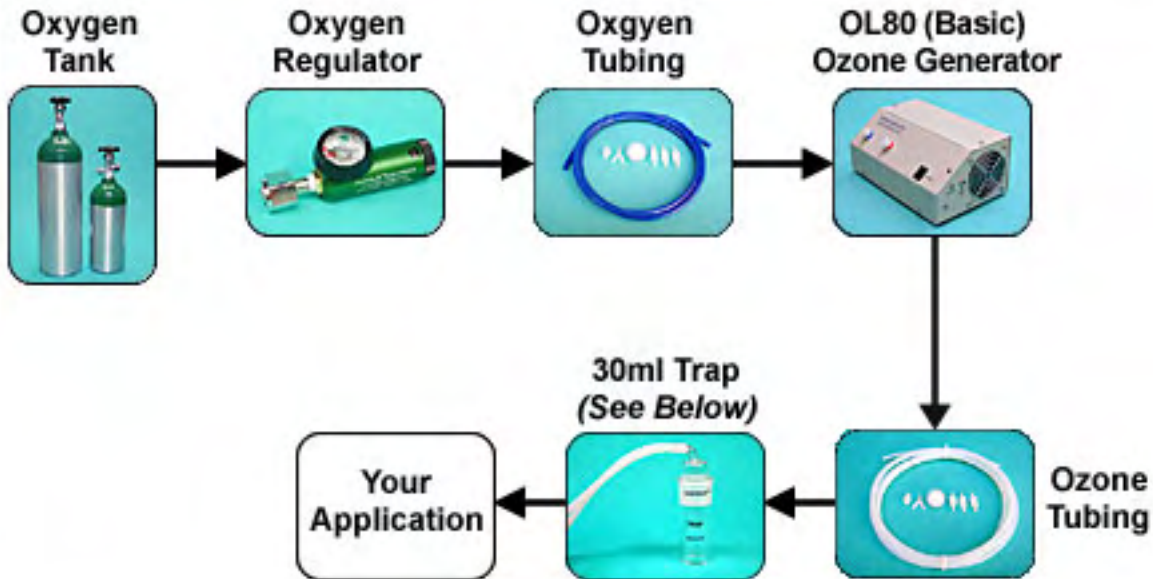 Oxygen
Tank
Oxygen
Regulator
Oxgyen
Tubing
OL80 (Basic)
Ozone Generator
30ml Trap
(See Below)
Your
Application
Ozone
Tubing